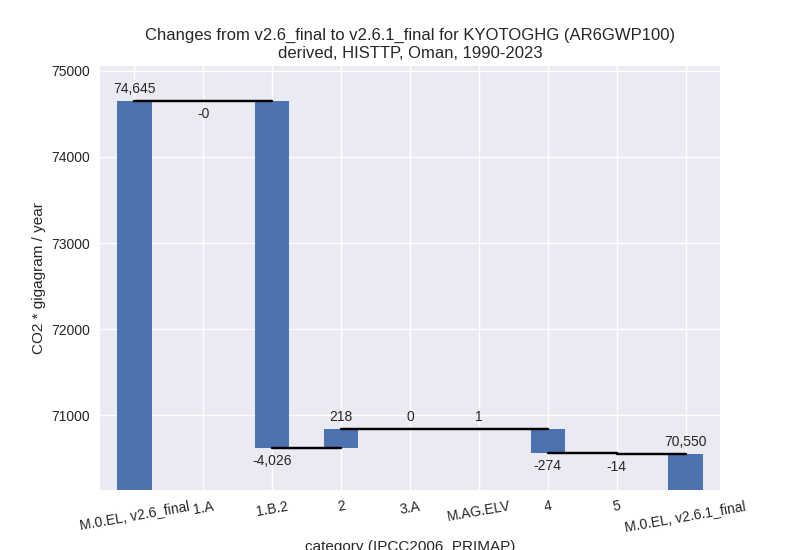 Changes from v2.6_final to v2.6.1_final for KYOTOGHG (AR6GWP100)
derived, HISTTP, Oman, 1990-2023
CO2 * gigagram / year
75000
74000
73000
72000
71000
74,645
-0
-4,026
218
0
1
-274
-14
70,550
M.0.EL, v2.6_final
1.A
1.B.2
2
3.A
M.AG.ELV
4
5
M.0.EL, v2.6.1_final
category (IPCC2006_PRIMAP)